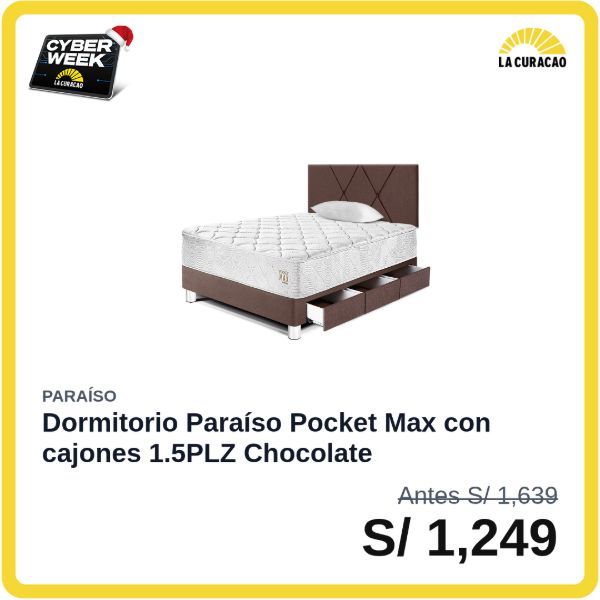 CYBER
WEEK
LA CURACAO
LA CURACAO
PARAÍSO
Dormitorio Paraíso Pocket Max con
cajones 1.5PLZ Chocolate
Antes S/ 1,639
S/ 1,249